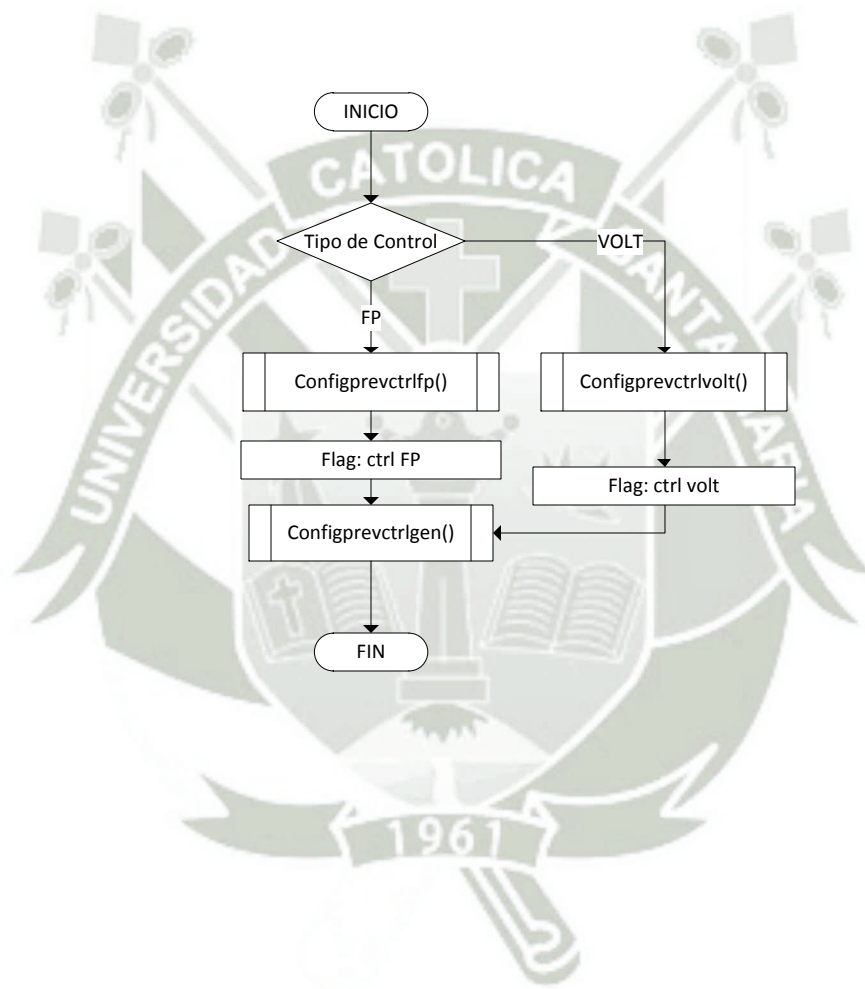 INICIO
CATOLICA
UNIVERSIDAD
SANTA MARIA
Tipo de Control
VOLT
FP
Configprevctrlfp()
Configprevctrlvolt()
Flag: ctrl FP
Flag: ctrl volt
Configprevctrlgen()
FIN
1961